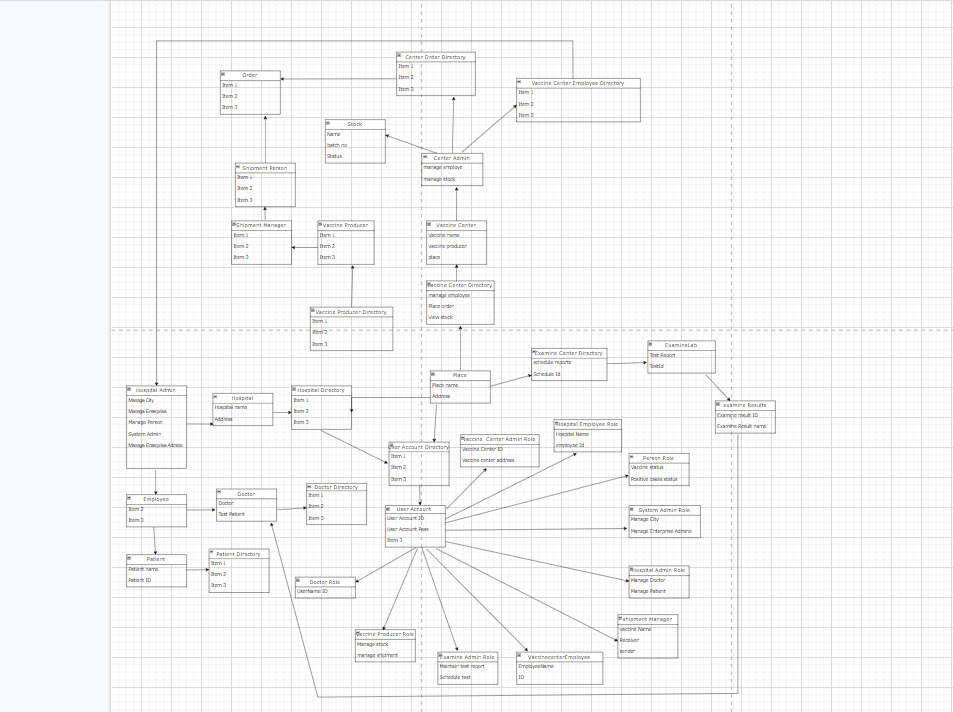 Center Order Directory
Item 1
Item 2
Item 3
Order
Item 1
Item 2
Item 3
Vaccine Center Employee Directory
Item 1
Item 2
Item 3
Stock
Name
batch no
Status
Center Admin
manage employe
manage stock
Shipment Person
Item 1
Item 2
Item 3
Shipment Manager
Item 1
Item 2
Item 3
Vaccine Producer
Item 1
Item 2
Item 3
Vaccine Center
Vaccine name
vaccine producer
place
Vaccine Center Directory
manage employee
Place order
View stock
Vaccine Producer Directory
Item 1
Item 2
Item 3
Examine Center Directory
schedule reports
Schedule Id
ExamineLab
Test Report
TestId
Place
Place name
Address
Hospital Admin
Manage City
Manage Enterprise
Manage Person
System Admin
Manage Enterprise Admins
Hospital
Hospital name
Address
Hospital Directory
Item 1
Item 2
Item 3
examine Results
Examine result ID
Examine Result name
User Account Directory
Item 1
Item 2
Item 3
Vaccine Center Admin Role
Vaccine Center ID
Vaccine center address
Hospital Employee Role
Hospital Name
employee Id
Person Role
Vaccine status
Positive cases status
Employee
Item 2
Item 3
Doctor
Doctor
Test Patient
Doctor Directory
Item 1
Item 2
Item 3
User Account
User Account ID
User Account Pass
Item 3
System Admin Role
Manage City
Manage Enterprise Admins
Patient
Patient name
Patient ID
Patient Directory
Item 1
Item 2
Item 3
Doctor Role
UserName ID
Hospital Admin Role
Manage Doctor
Manage Patient
Vaccine Producer Role
Manage stock
manage shipment
Examine Admin Role
Maintain test report
Schedule test
VaccinecenterEmployee
EmployeeName
ID
shipment Manager
Vaccine Name
Receiver
sender